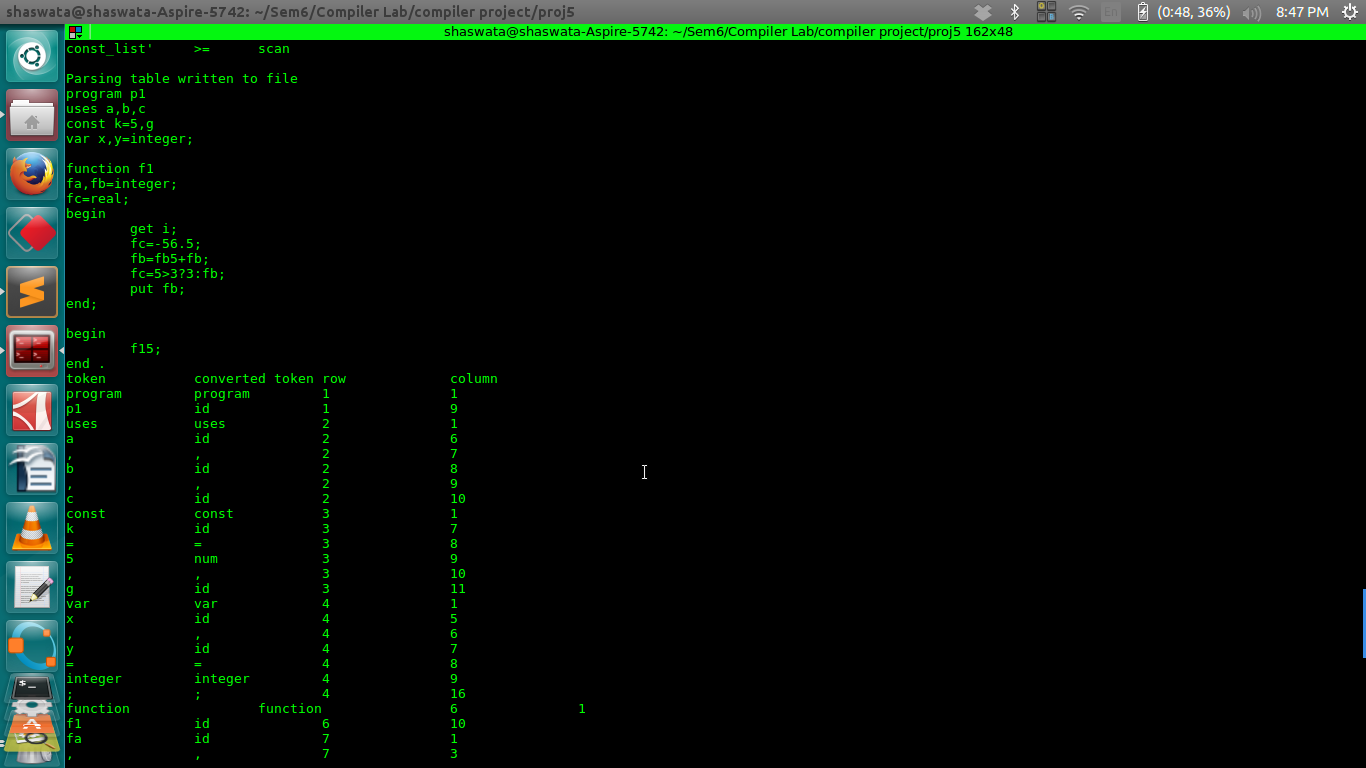 shaswata@shaswata-Aspire-5742: ~/Sem6/Compiler Lab/compiler project/proj5
En (0:48, 36%) 8:47 PM
shaswata@shaswata-Aspire-5742: ~/Sem6/Compiler Lab/compiler project/proj5 162x48
const_list' >= scan
Parsing table written to file
program p1
uses a,b,c
const k=5,g
var x,y=integer;
function f1
fa,fb=integer;
fc=real;
begin
get i;
fc=-56.5;
fb=fb5+fb;
fc=5>3?3:fb;
put fb;
end;
begin
f15;
end .
token converted token row column
program program 1 1
p1 id 1 9
uses uses 2 1
a id 2 6
, , 2 7
b id 2 8
, , 2 9
c id 2 10
const const 3 1
k id 3 7
= = 3 8
5 num 3 9
, , 3 10
g id 3 11
var var 4 1
x id 4 5
, , 4 6
y id 4 7
= = 4 8
integer integer 4 9
; ; 4 16
function function 6 1
f1 id 6 10
fa id 7 1
, , 7 3